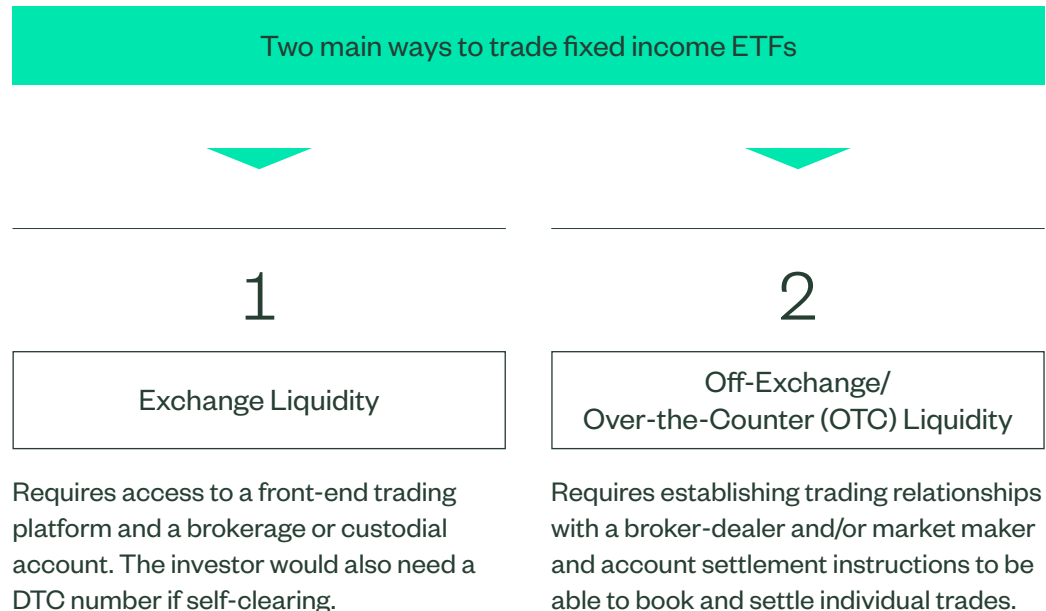 Two main ways to trade fixed income ETFs
1
Exchange Liquidity
Requires access to a front-end trading
platform and a brokerage or custodial
account. The investor would also need a
DTC number if self-clearing.
2
Off-Exchange/
Over-the-Counter (OTC) Liquidity
Requires establishing trading relationships
with a broker-dealer and/or market maker
and account settlement instructions to be
able to book and settle individual trades.